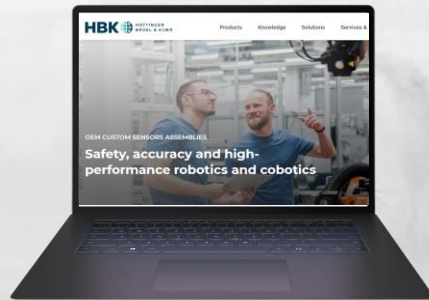 HBK HOTTINGER
BRÜEL & KJÆR
Products Knowledge Solutions Services &
OEM CUSTOM SENSORS ASSEMBLIES
Safety, accuracy and high-
performance robotics and cobotics